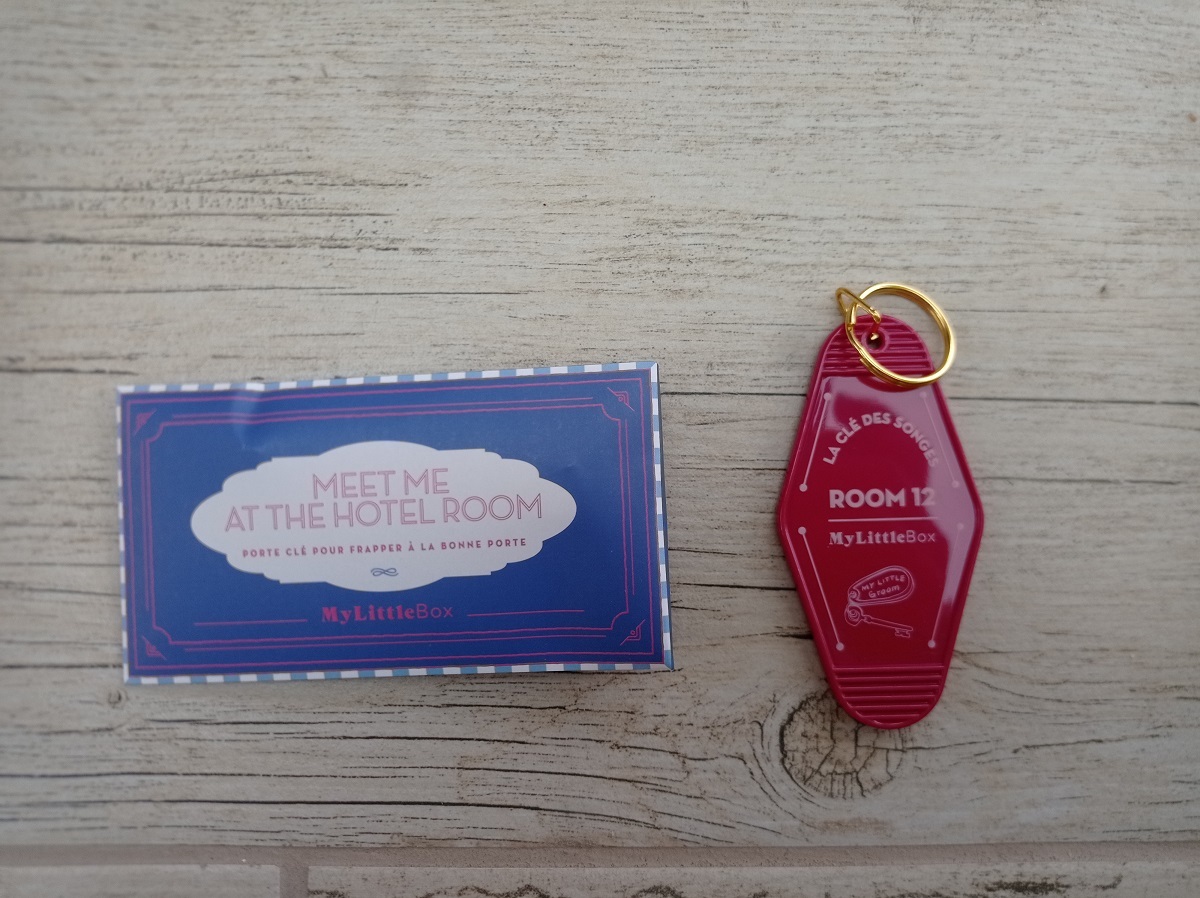 MEET ME
AT THE HOTEL ROOM
PORTE CLÉ POUR FRAPPER À LA BONNE PORTE
MyLittleBox
LA CLÉ DES SONGES
ROOM 12
MyLittleBox
MY LITTLE
Groom